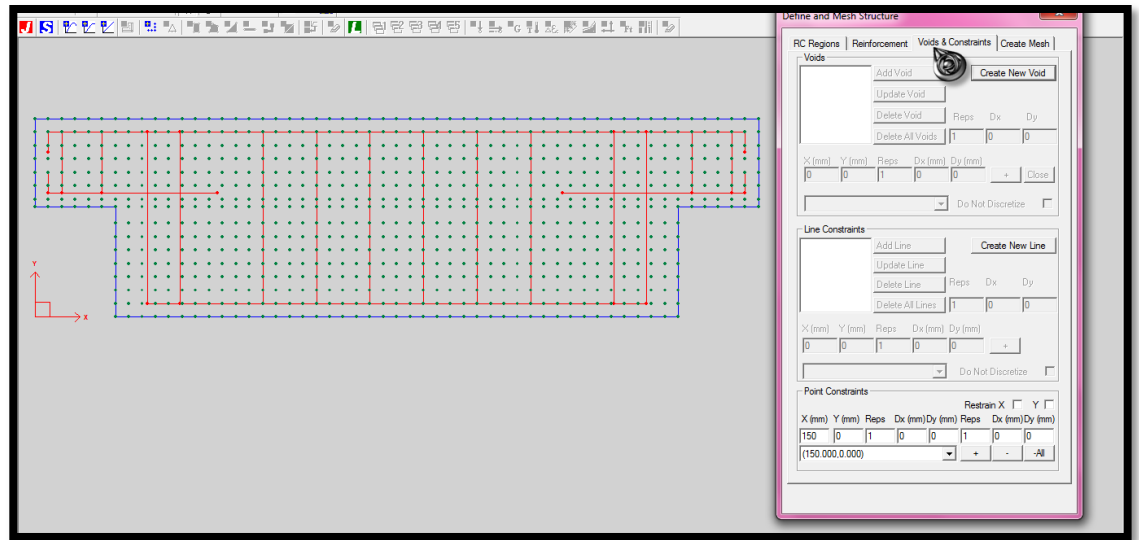 Define and Mesh Structure
RC Regions Reinforcement Voids & Constraints Create Mesh
Voids
Add Void Create New Void
Update Void
Delete Void Reps Dx Dy
Delete All Voids 1 0 0
X (mm) Y (mm) Reps Dx (mm) Dy (mm)
0 0 1 0 0 + Close
Do Not Discretize
Line Constraints
Add Line Create New Line
Update Line
Delete Line Reps Dx Dy
Delete All Lines 1 0 0
X (mm) Y (mm) Reps Dx (mm) Dy (mm)
0 0 1 0 0 +
Do Not Discretize
Point Constraints
Restrain X Y
X (mm) Y (mm) Reps Dx (mm) Dy (mm) Reps Dx (mm) Dy (mm)
150 0 1 0 0 1 0 0
(150.000,0.000) + - -All
Y
X